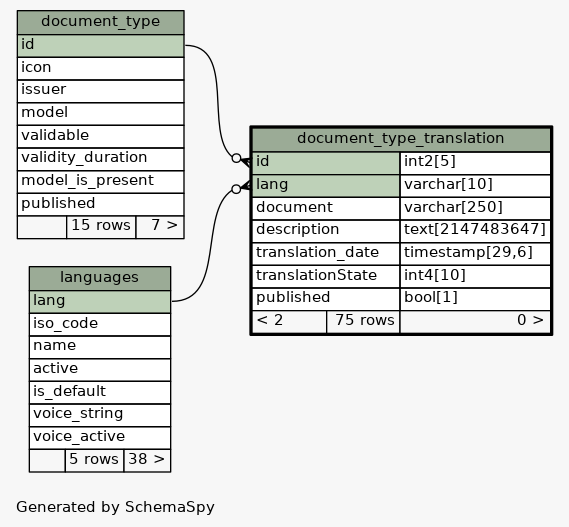 document_type
id
icon
issuer
model
validable
validity_duration
model_is_present
published
15 rows 7 >
document_type_translation
id int2[5]
lang varchar[10]
document varchar[250]
description text[2147483647]
translation_date timestamp[29,6]
translationState int4[10]
published bool[1]
< 2 75 rows 0 >
languages
lang
iso_code
name
active
is_default
voice_string
voice_active
5 rows 38 >
Generated by SchemaSpy